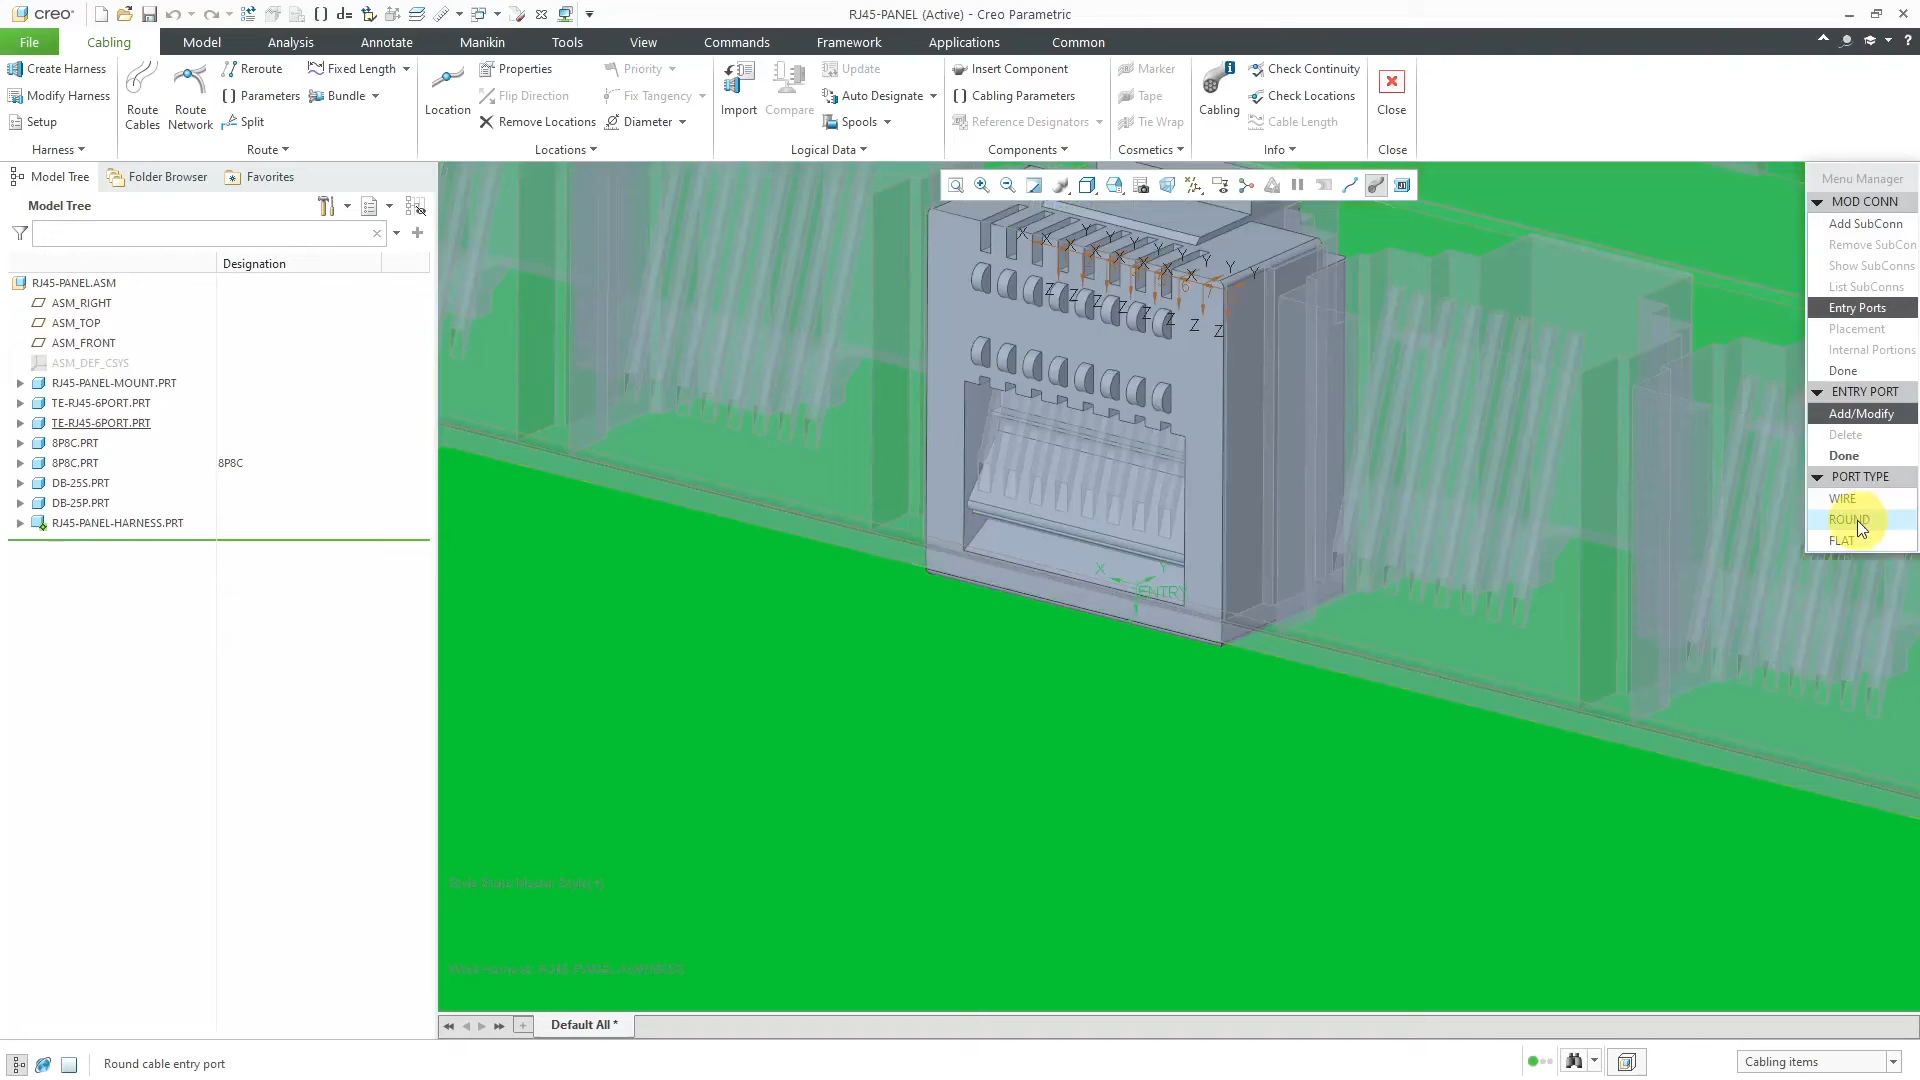 creo
RJ45-PANEL (Active) - Creo Parametric
File
Cabling
Model
Analysis
Annotate
Manikin
Tools
View
Commands
Framework
Applications
Common
Create Harness
Modify Harness
Setup
Harness
Route Cables
Route Network
Reroute
Parameters
Split
Fixed Length
Bundle
Route
Location
Properties
Flip Direction
Remove Locations
Priority
Fix Tangency
Diameter
Locations
Import
Compare
Update
Auto Designate
Spools
Logical Data
Insert Component
Cabling Parameters
Reference Designators
Components
Marker
Tape
Tie Wrap
Cosmetics
Cabling
Check Continuity
Check Locations
Cable Length
Info
Close
Close
Model Tree
Folder Browser
Favorites
Model Tree
Designation
RJ45-PANEL.ASM
ASM_RIGHT
ASM_TOP
ASM_FRONT
ASM_DEF_CSYS
RJ45-PANEL-MOUNT.PRT
TE-RJ45-6PORT.PRT
TE-RJ45-6PORT.PRT
8P8C.PRT
8P8C.PRT 8P8C
DB-25S.PRT
DB-25P.PRT
RJ45-PANEL-HARNESS.PRT
X Y ENTRY
Menu Manager
MOD CONN
Add SubConn
Remove SubCon
Show SubConns
List SubConns
Entry Ports
Placement
Internal Portions
Done
ENTRY PORT
Add/Modify
Delete
Done
PORT TYPE
WIRE
ROUND
FLAT
Default All *
Round cable entry port
Cabling items